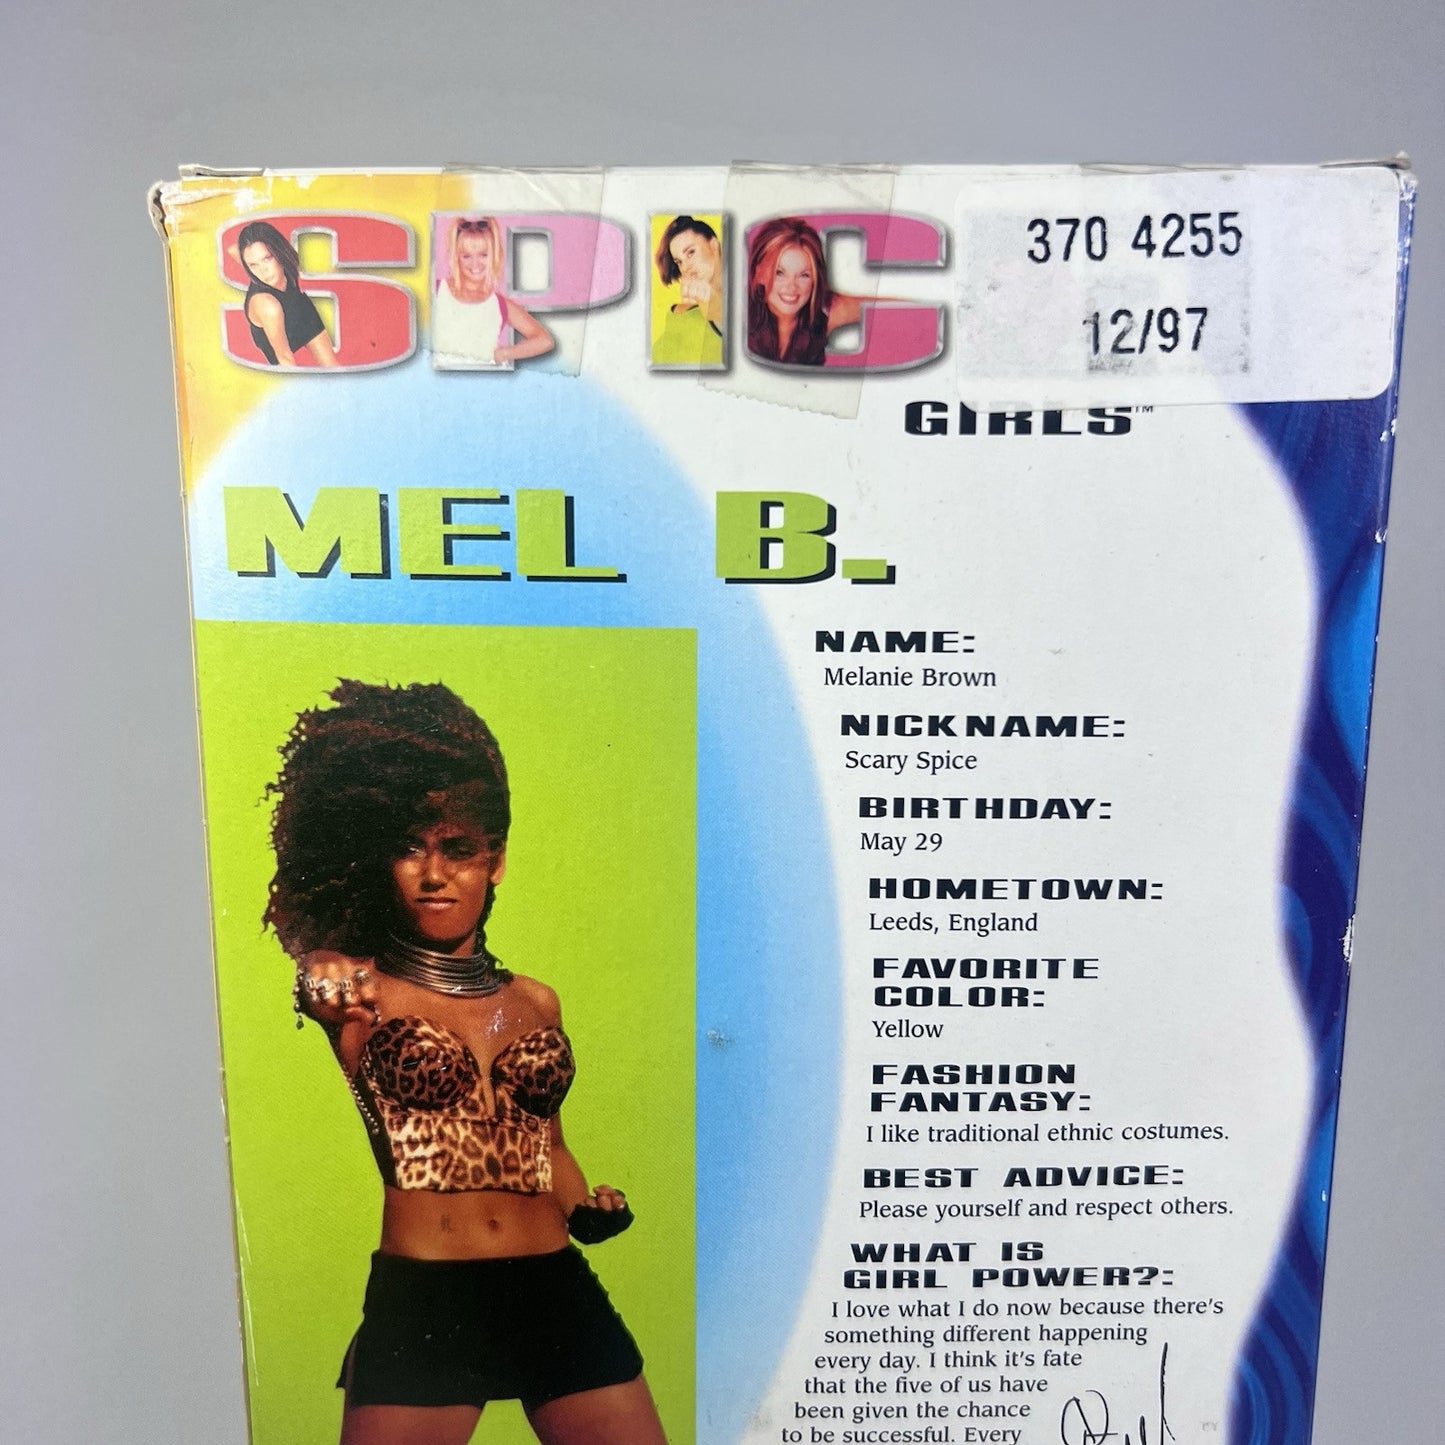 SPIC
370 4255
12/97
GIRLS™
MEL B.
NAME:
Melanie Brown
NICKNAME:
Scary Spice
BIRTHDAY:
May 29
HOMETOWN:
Leeds, England
FAVORITE
COLOR:
Yellow
FASHION
FANTASY:
I like traditional ethnic costumes.
BEST ADVICE:
Please yourself and respect others.
WHAT IS
GIRL POWER?:
I love what I do now because there's
something different happening
every day. I think it's fate
that the five of us have
been given the chance
to be successful. Every